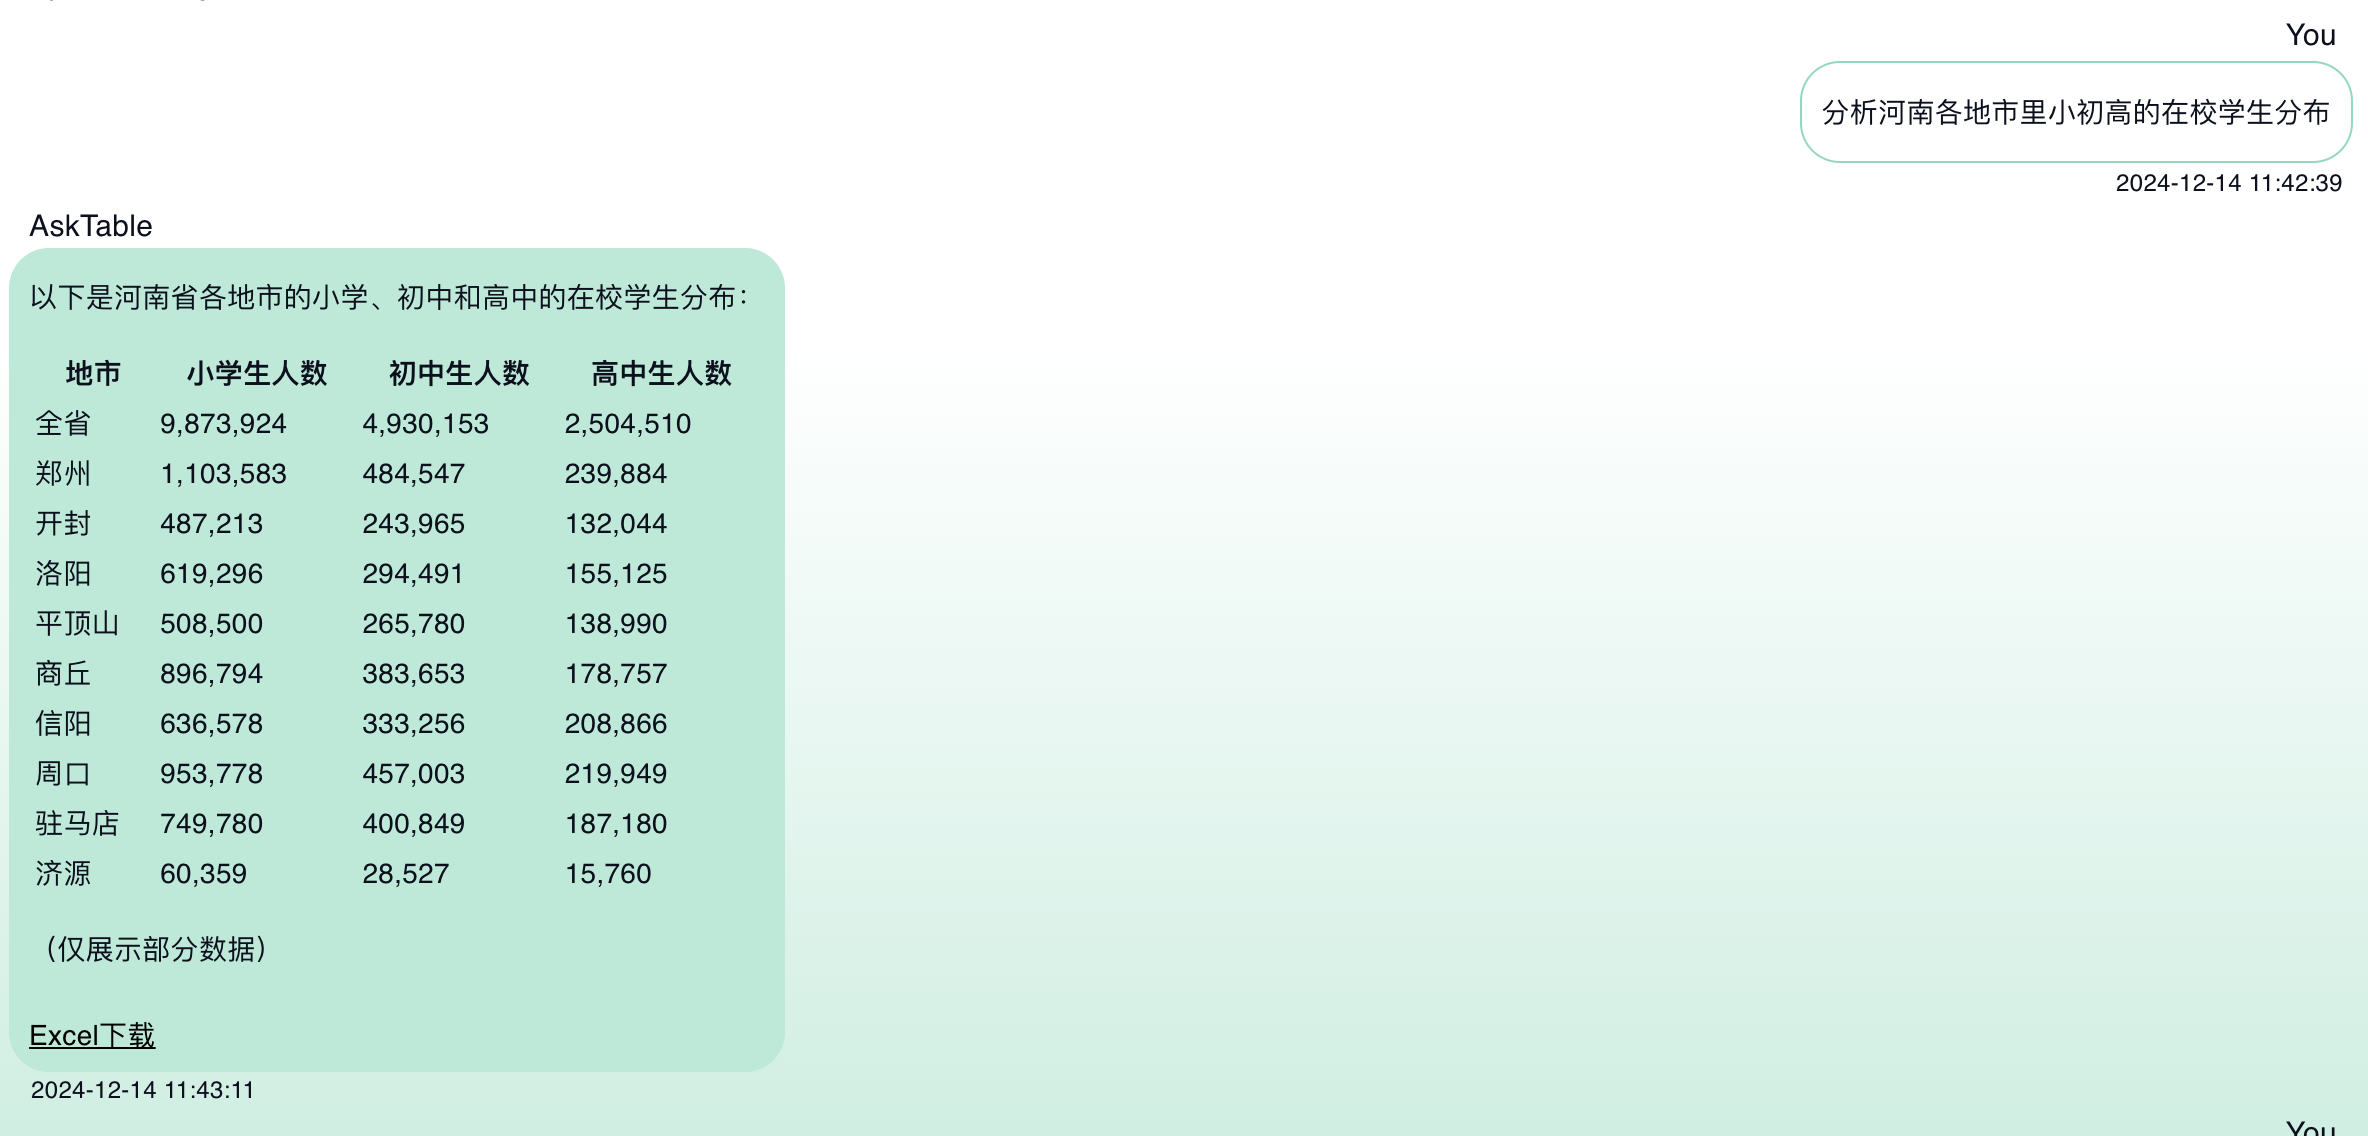 You
分析河南各地市里小初高的在校学生分布
2024-12-14 11:42:39
AskTable
以下是河南省各地市的小学、初中和高中的在校学生分布：
地市 小学生人数 初中生人数 高中生人数
全省 9,873,924 4,930,153 2,504,510
郑州 1,103,583 484,547 239,884
开封 487,213 243,965 132,044
洛阳 619,296 294,491 155,125
平顶山 508,500 265,780 138,990
商丘 896,794 383,653 178,757
信阳 636,578 333,256 208,866
周口 953,778 457,003 219,949
驻马店 749,780 400,849 187,180
济源 60,359 28,527 15,760
（仅展示部分数据）
Excel下载
2024-12-14 11:43:11
You